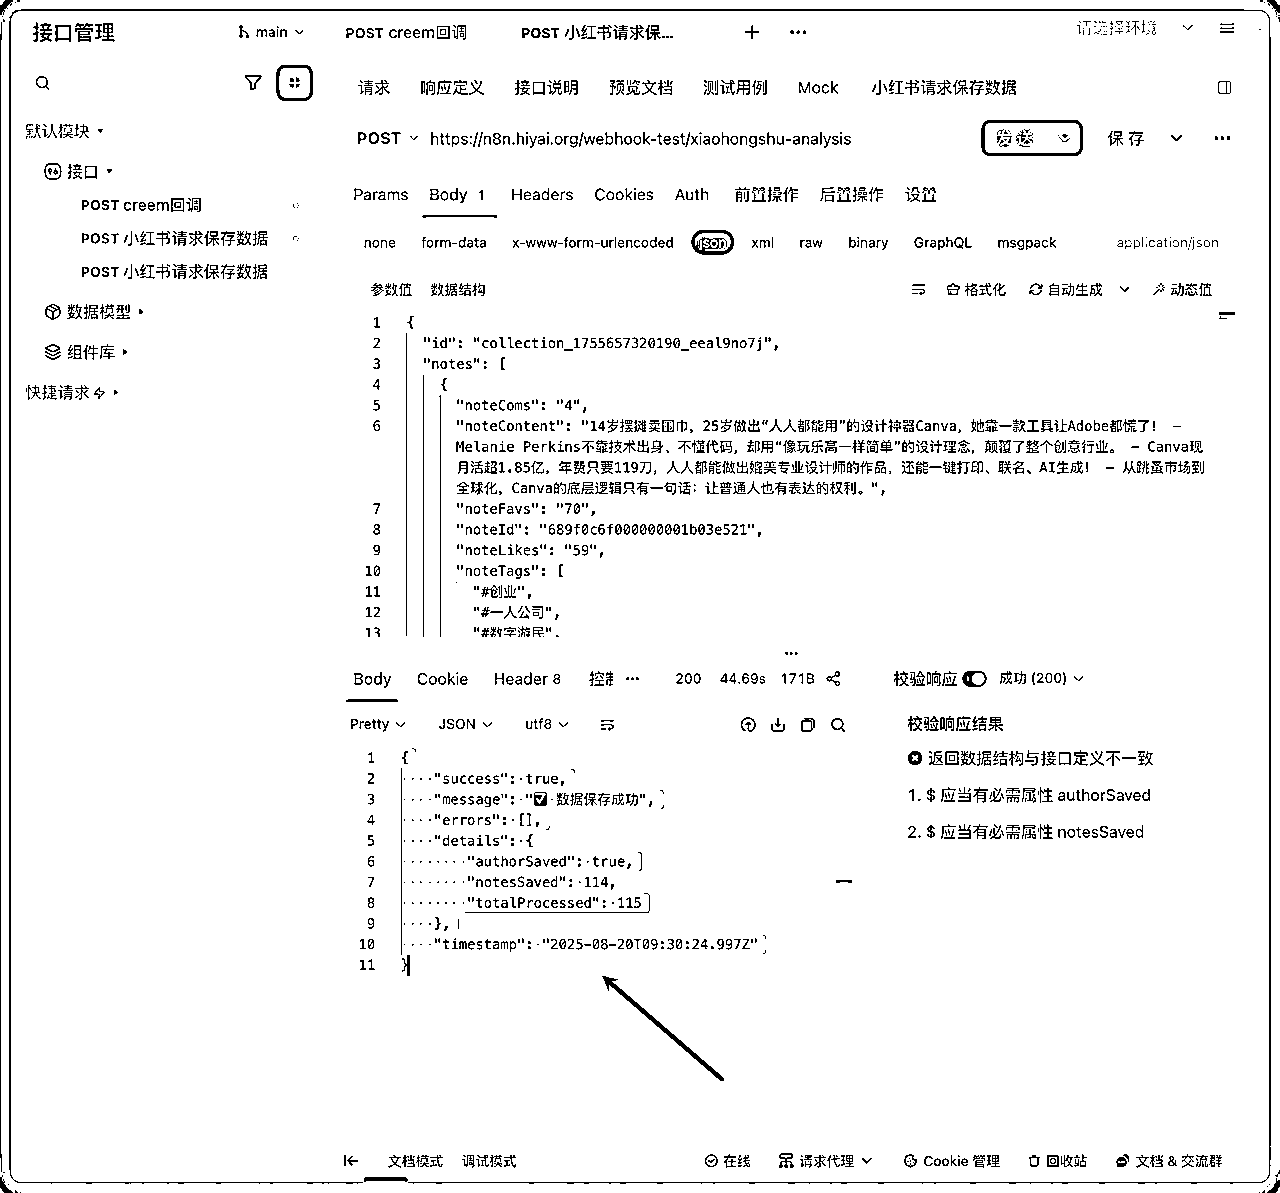 接口管理
main
POST creem回调
POST 小红书请求保...
请选择环境
请求 响应定义 接口说明 预览文档 测试用例 Mock 小红书请求保存数据
默认模块
接口
POST creem回调
POST 小红书请求保存数据
POST 小红书请求保存数据
数据模型
组件库
快捷请求
POST https://n8n.hiyai.org/webhook-test/xiaohongshu-analysis
发送 保存
Params Body 1 Headers Cookies Auth 前置操作 后置操作 设置
none form-data x-www-form-urlencoded json xml raw binary GraphQL msgpack application/json
参数值 数据结构 格式化 自动生成 动态值
1 {
2 "id": "collection_1755657320190_eeal9no7j",
3 "notes": [
4 {
5 "noteComs": "4",
6 "noteContent": "14岁摆摊卖围巾，25岁做出“人人都能用”的设计神器Canva，她靠一款工具让Adobe都慌了！ —
Melanie Perkins不靠技术出身、不懂代码，却用“像玩乐高一样简单”的设计理念，颠覆了整个创意行业。 — Canva现
月活超1.85亿，年费只要119刀，人人都能做出媲美专业设计师的作品，还能一键打印、联名、AI生成！ — 从跳蚤市场到
全球化，Canva的底层逻辑只有一句话：让普通人也有表达的权利。",
7 "noteFavs": "70",
8 "noteId": "689f0c6f000000001b03e521",
9 "noteLikes": "59",
10 "noteTags": [
11 "#创业",
12 "#一人公司",
13 "#数字游民",
Body Cookie Header 8 控制 ... 200 44.69s 171B
校验响应 成功 (200)
Pretty JSON utf8
校验响应结果
返回数据结构与接口定义不一致
1. $ 应当有必需属性 authorSaved
2. $ 应当有必需属性 notesSaved
1 {
2 "success": true,
3 "message": "✅ 数据保存成功",
4 "errors": [],
5 "details": {
6 "authorSaved": true,
7 "notesSaved": 114,
8 "totalProcessed": 115
9 },
10 "timestamp": "2025-08-20T09:30:24.997Z"
11 }
文档模式 调试模式 在线 请求代理 Cookie 管理 回收站 文档 & 交流群